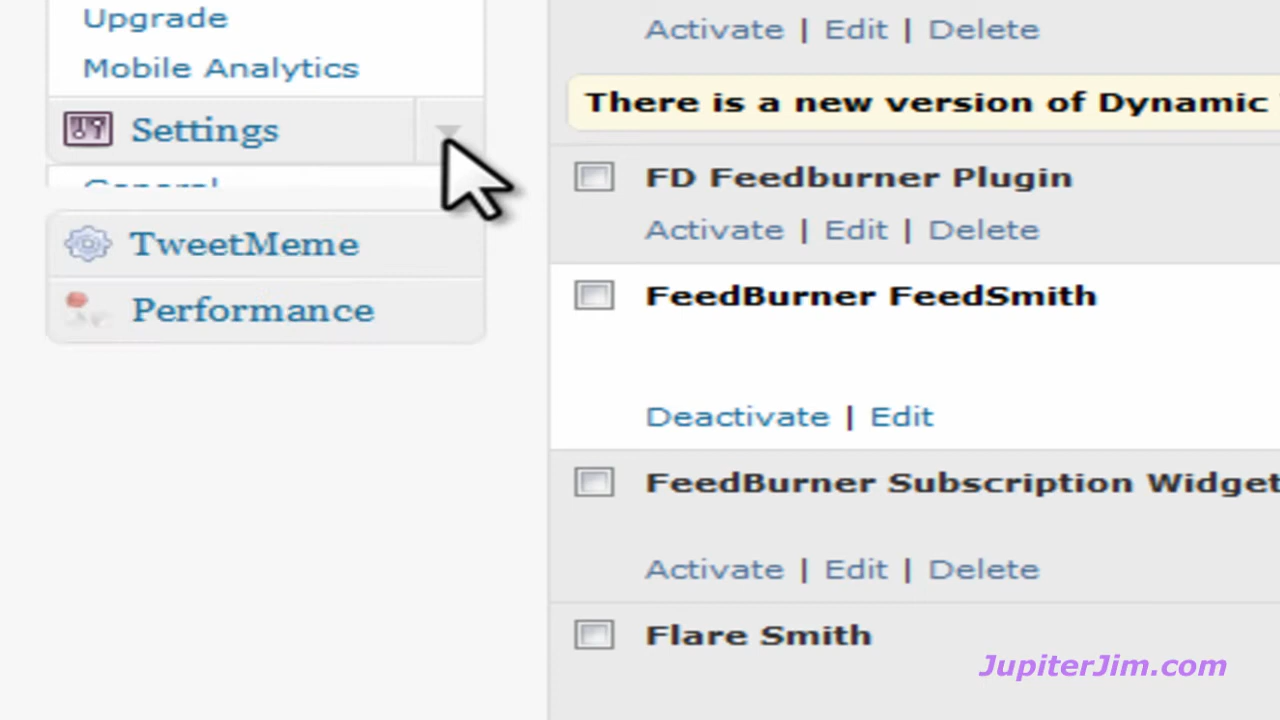 Upgrade
Mobile Analytics
Settings
General
TweetMeme
Performance
Activate | Edit | Delete
There is a new version of Dynamic
FD Feedburner Plugin
Activate | Edit | Delete
FeedBurner FeedSmith
Deactivate | Edit
FeedBurner Subscription Widget
Activate | Edit | Delete
Flare Smith
JupiterJim.com